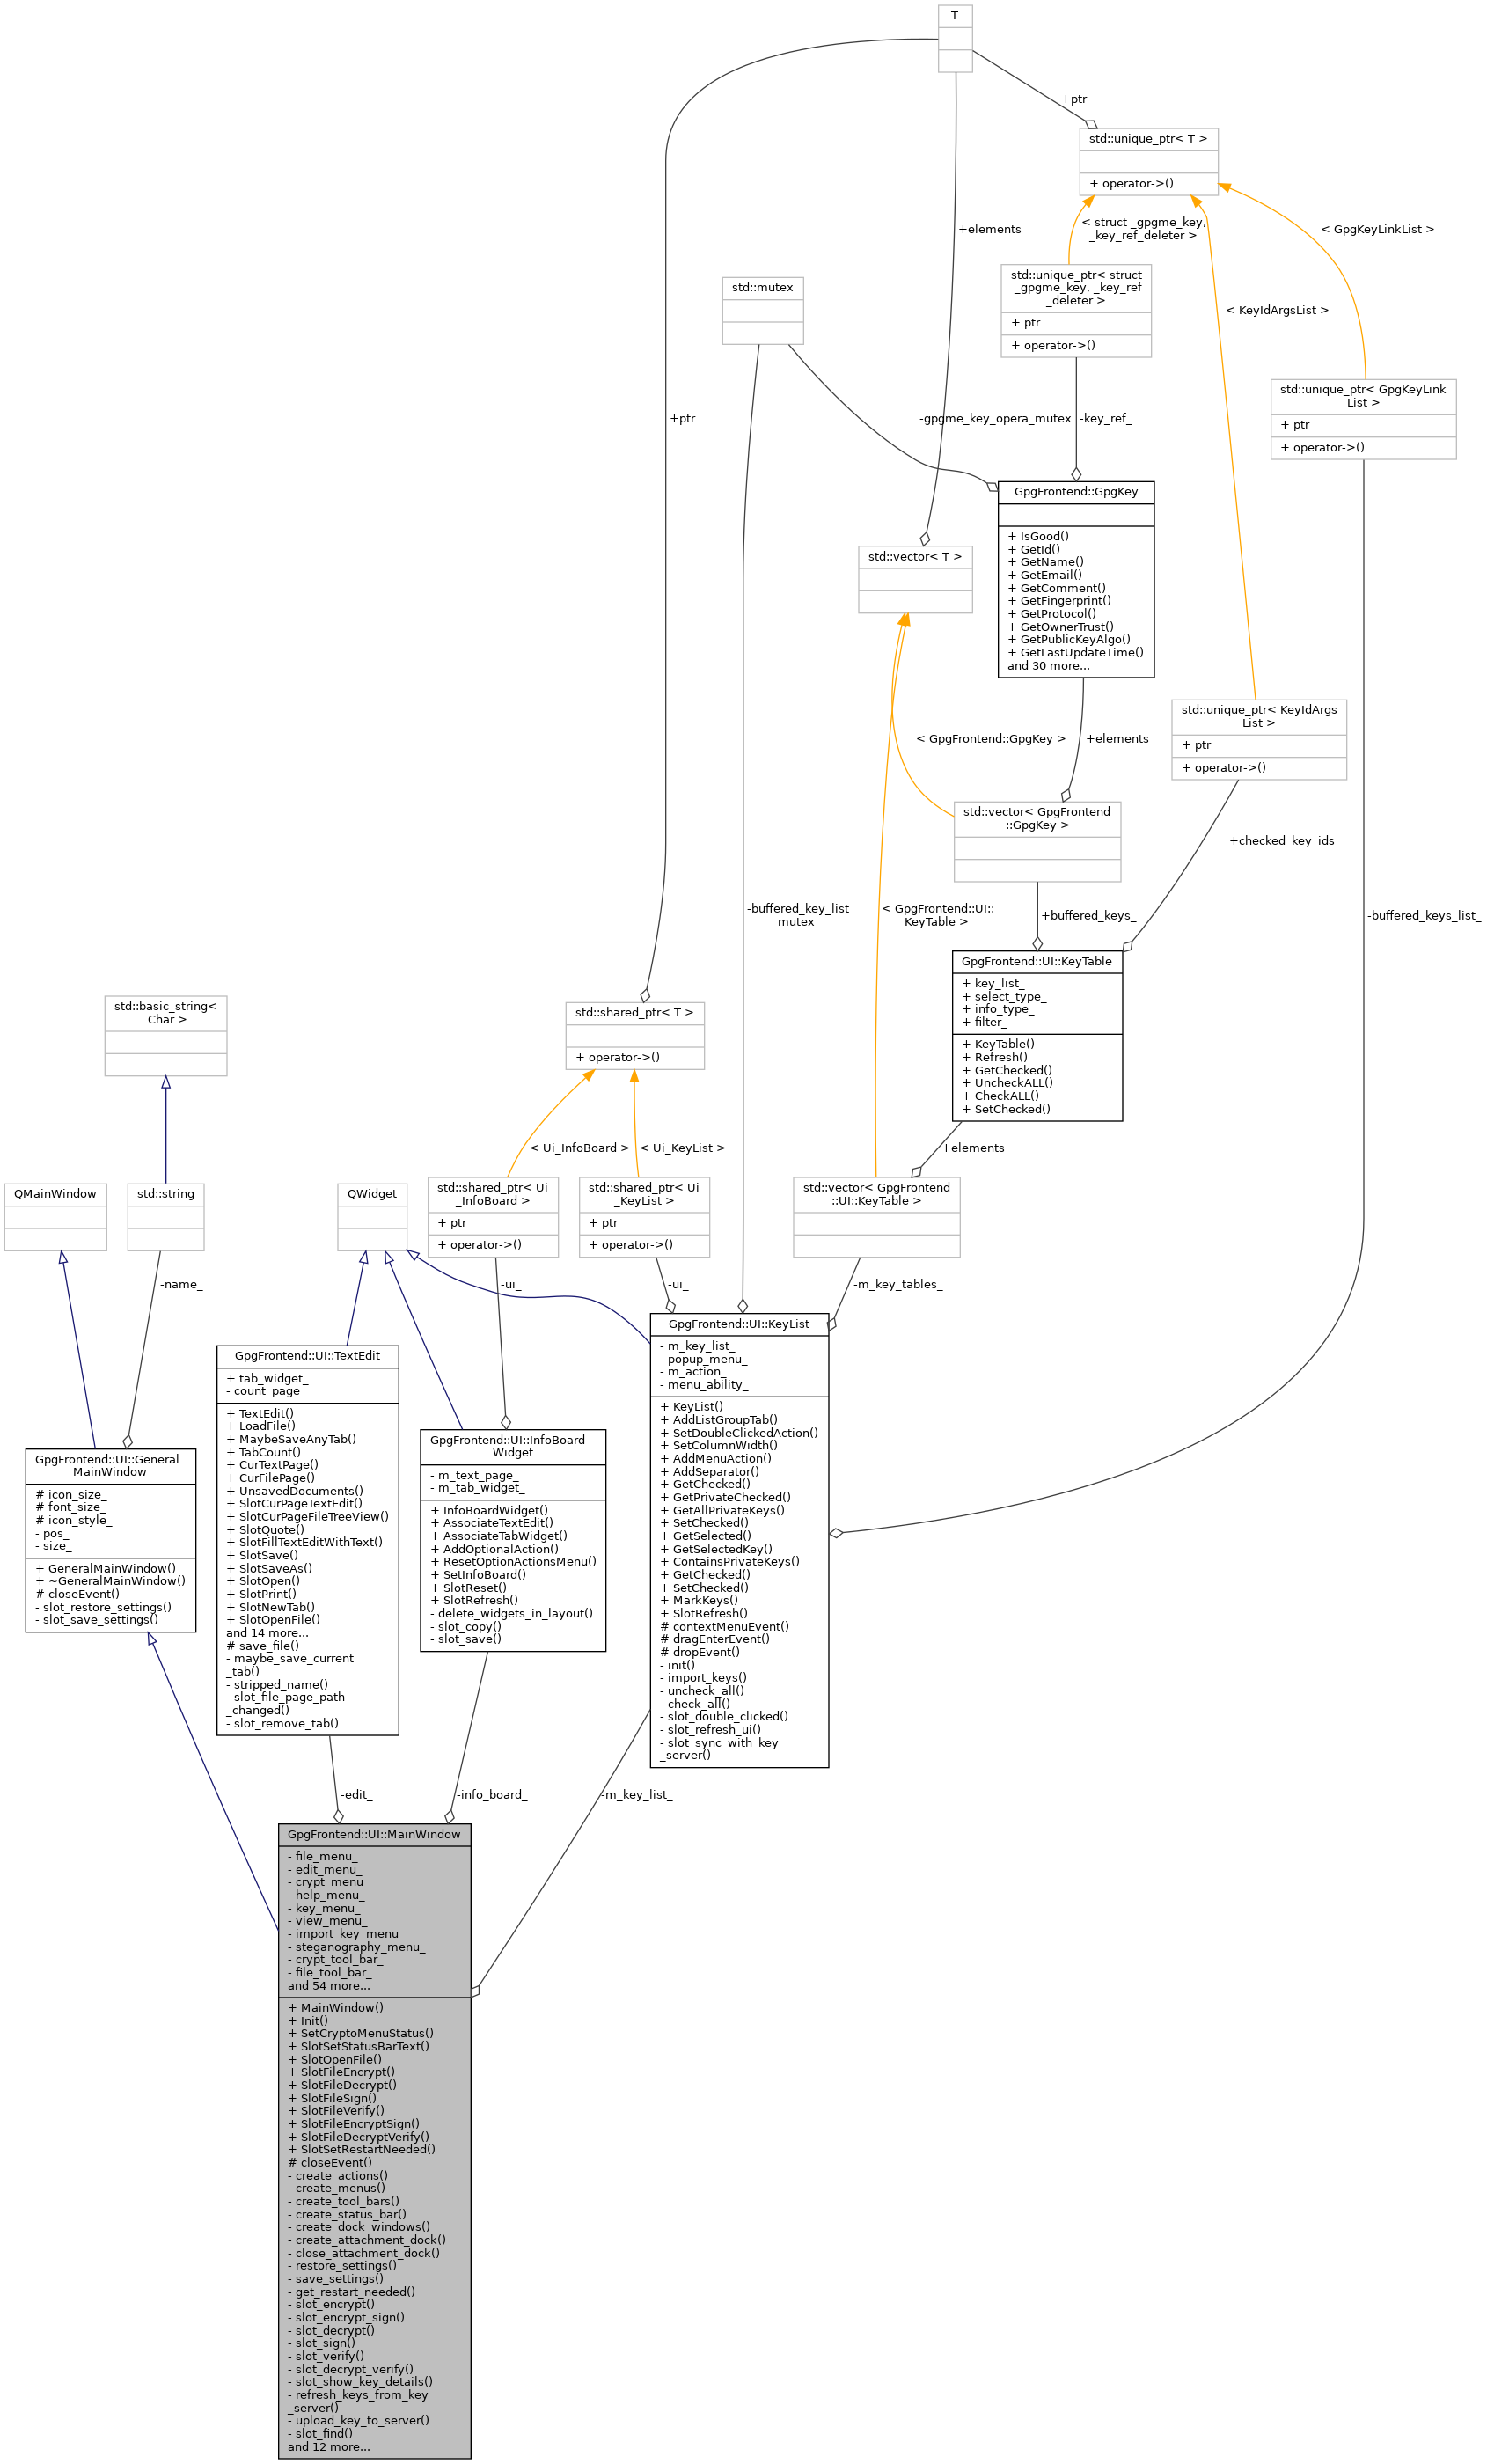 T
+ptr
std::unique_ptr< T >
+ operator->()
+elements
< struct _gpgme_key,
_key_ref_deleter >
< GpgKeyLinkList >
std::mutex
std::unique_ptr< struct
_gpgme_key, _key_ref
_deleter >
+ ptr
+ operator->()
< KeyIdArgsList >
std::unique_ptr< GpgKeyLink
List >
+ ptr
+ operator->()
+ptr
-gpgme_key_opera_mutex
-key_ref_
GpgFrontend::GpgKey
+ IsGood()
+ GetId()
+ GetName()
+ GetEmail()
+ GetComment()
+ GetFingerprint()
+ GetProtocol()
+ GetOwnerTrust()
+ GetPublicKeyAlgo()
+ GetLastUpdateTime()
and 30 more...
std::vector< T >
std::unique_ptr< KeyIdArgs
List >
+ ptr
+ operator->()
< GpgFrontend::GpgKey >
+elements
std::vector< GpgFrontend
::GpgKey >
+checked_key_ids_
-buffered_key_list
_mutex_
< GpgFrontend::UI::
KeyTable >
+buffered_keys_
-buffered_keys_list_
GpgFrontend::UI::KeyTable
+ key_list_
+ select_type_
+ info_type_
+ filter_
+ KeyTable()
+ Refresh()
+ GetChecked()
+ UncheckALL()
+ CheckALL()
+ SetChecked()
std::basic_string<
Char >
std::shared_ptr< T >
+ operator->()
< Ui_InfoBoard >
< Ui_KeyList >
+elements
QMainWindow
std::string
QWidget
std::shared_ptr< Ui
_InfoBoard >
+ ptr
+ operator->()
std::shared_ptr< Ui
_KeyList >
+ ptr
+ operator->()
std::vector< GpgFrontend
::UI::KeyTable >
-name_
-ui_
-ui_
-m_key_tables_
GpgFrontend::UI::KeyList
- m_key_list_
- popup_menu_
- m_action_
- menu_ability_
+ KeyList()
+ AddListGroupTab()
+ SetDoubleClickedAction()
+ SetColumnWidth()
+ AddMenuAction()
+ AddSeparator()
+ GetChecked()
+ GetPrivateChecked()
+ GetAllPrivateKeys()
+ SetChecked()
+ GetSelected()
+ GetSelectedKey()
+ ContainsPrivateKeys()
+ GetChecked()
+ SetChecked()
+ MarkKeys()
+ SlotRefresh()
# contextMenuEvent()
# dragEnterEvent()
# dropEvent()
- init()
- import_keys()
- uncheck_all()
- check_all()
- slot_double_clicked()
- slot_refresh_ui()
- slot_sync_with_key
_server()
GpgFrontend::UI::TextEdit
+ tab_widget_
- count_page_
+ TextEdit()
+ LoadFile()
+ MaybeSaveAnyTab()
+ TabCount()
+ CurTextPage()
+ CurFilePage()
+ UnsavedDocuments()
+ SlotCurPageTextEdit()
+ SlotCurPageFileTreeView()
+ SlotQuote()
+ SlotFillTextEditWithText()
+ SlotSave()
+ SlotSaveAs()
+ SlotOpen()
+ SlotPrint()
+ SlotNewTab()
+ SlotOpenFile()
and 14 more...
# save_file()
- maybe_save_current
_tab()
- stripped_name()
- slot_file_page_path
_changed()
- slot_remove_tab()
GpgFrontend::UI::InfoBoard
Widget
- m_text_page_
- m_tab_widget_
+ InfoBoardWidget()
+ AssociateTextEdit()
+ AssociateTabWidget()
+ AddOptionalAction()
+ ResetOptionActionsMenu()
+ SetInfoBoard()
+ SlotReset()
+ SlotRefresh()
- delete_widgets_in_layout()
- slot_copy()
- slot_save()
GpgFrontend::UI::General
MainWindow
# icon_size_
# font_size_
# icon_style_
- pos_
- size_
+ GeneralMainWindow()
+ ~GeneralMainWindow()
# closeEvent()
- slot_restore_settings()
- slot_save_settings()
-edit_
-info_board_
-m_key_list_
GpgFrontend::UI::MainWindow
- file_menu_
- edit_menu_
- crypt_menu_
- help_menu_
- key_menu_
- view_menu_
- import_key_menu_
- steganography_menu_
- crypt_tool_bar_
- file_tool_bar_
and 54 more...
+ MainWindow()
+ Init()
+ SetCryptoMenuStatus()
+ SlotSetStatusBarText()
+ SlotOpenFile()
+ SlotFileEncrypt()
+ SlotFileDecrypt()
+ SlotFileSign()
+ SlotFileVerify()
+ SlotFileEncryptSign()
+ SlotFileDecryptVerify()
+ SlotSetRestartNeeded()
# closeEvent()
- create_actions()
- create_menus()
- create_tool_bars()
- create_status_bar()
- create_dock_windows()
- create_attachment_dock()
- close_attachment_dock()
- restore_settings()
- save_settings()
- get_restart_needed()
- slot_encrypt()
- slot_encrypt_sign()
- slot_decrypt()
- slot_sign()
- slot_verify()
- slot_decrypt_verify()
- slot_show_key_details()
- refresh_keys_from_key
_server()
- upload_key_to_server()
- slot_find()
and 12 more...